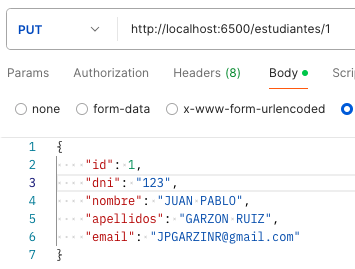 PUT http://localhost:6500/estudiantes/1
Params Authorization Headers (8) Body
none form-data x-www-form-urlencoded
1 {
2 "id": 1,
3 "dni": "123",
4 "nombre": "JUAN PABLO",
5 "apellidos": "GARZON RUIZ",
6 "email": "JPGARZINR@gmail.com"
7 }